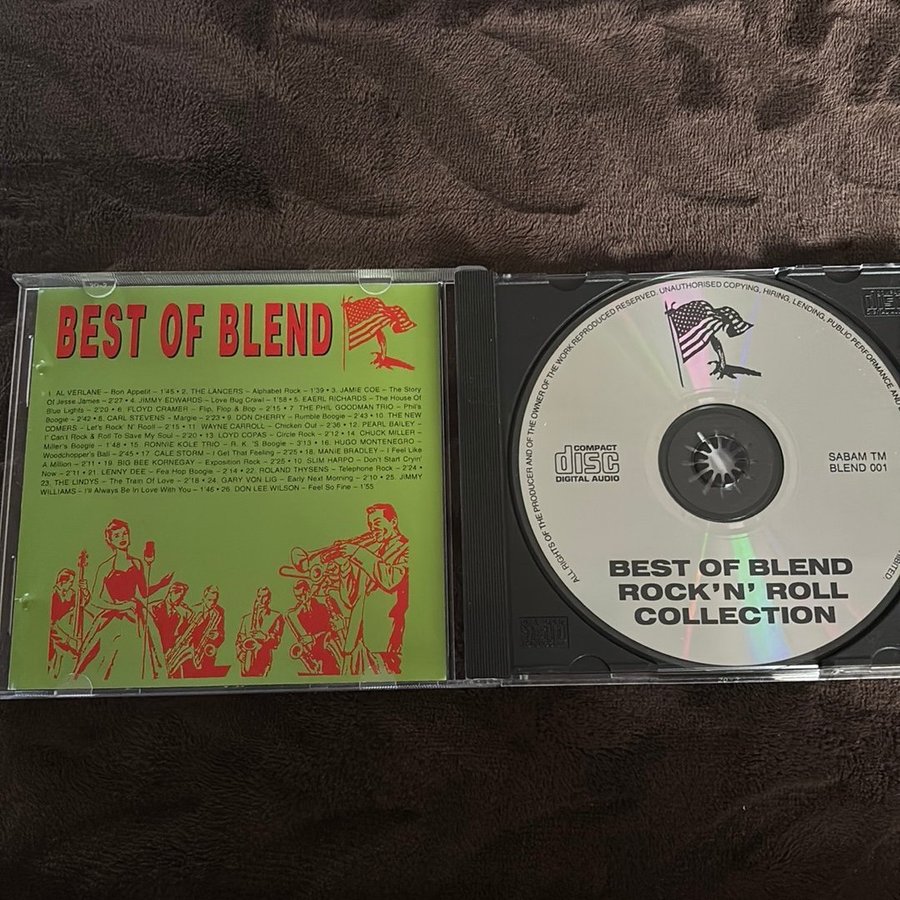 BEST OF BLEND
1. AL VERLANE – Bon Appetit – 1'45 • 2. THE LANCERS – Alphabet Rock – 1'39 • 3. JAMIE COE – The Story
Of Jesse James – 2'27 • 4. JIMMY EDWARDS – Love Bug Crawl – 1'58 • 5. EAERL RICHARDS – The House Of
Blue Lights – 2'20 • 6. FLOYD CRAMER – Flip, Flop & Bop – 2'15 • 7. THE PHIL GOODMAN TRIO – Phil's
Boogie – 2'42 • 8. CARL STEVENS – Margie – 2'23 • 9. DON CHERRY – Rumble Boogie – 2'43 • 10. THE NEW
COMERS – Let's Rock' N' Rooll – 2'15 • 11. WAYNE CARROLL – Chicken Out – 2'36 • 12. PEARL BAILEY –
I Can't Rock & Roll To Save My Soul – 2'20 • 13. LOYD COPAS – Circle Rock – 2'12 • 14. CHUCK MILLER –
Miller's Boogie – 1'48 • 15. RONNIE KOLE TRIO – R. K. 'S Boogie – 3'13 • 16. HUGO MONTENEGRO –
Woodchopper's Ball – 2'45 • 17. CALE STORM – I Get That Feeling – 2'25 • 18. MANIE BRADLEY – I Feel Like
A Million – 2'11 • 19. BIG BEE KORNEGAY – Exposition Rock – 2'25 • 10. SLIM HARPO – Don't Start Cryin'
Now – 2'11 • 21. LENNY DEE – Fea Hop Boogie – 2'14 • 22. ROLAND THYSENS – Telephone Rock – 2'24 •
23. THE LINDYS – The Train Of Love – 2'18 • 24. GARY VON LIG – Early Next Morning – 2'10 • 25. JIMMY
WILLIAMS – I'll Always Be In Love With You – 1'46 • 26. DON LEE WILSON – Feel So Fine – 1'55
ALL RIGHTS OF THE PRODUCER AND OF THE OWNER OF THE WORK REPRODUCED RESERVED. UNAUTHORISED COPYING, HIRING, LENDING, PUBLIC PERFORMANCE AND
COMPACT
disc
DIGITAL AUDIO
SABAM TM
BLEND 001
BEST OF BLEND
ROCK'N' ROLL
COLLECTION